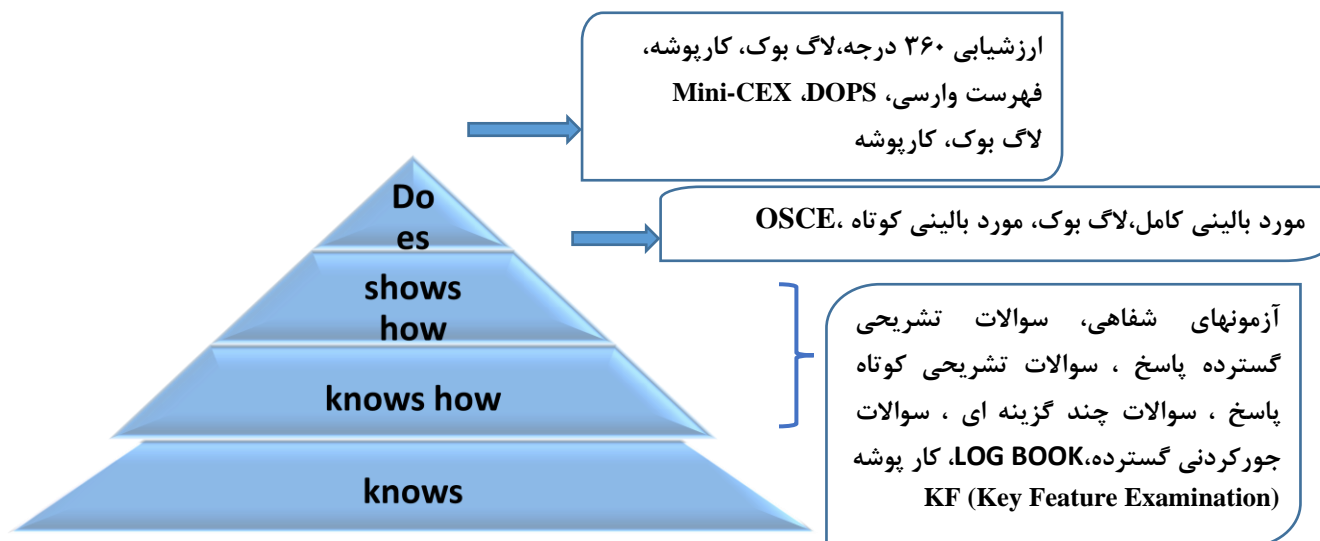 ارزشیابی ۳۶۰ درجه،لاگ بوک، کارپوشه،
فهرست وارسی، Mini-CEX ،DOPS
لاگ بوک، کارپوشه
Do
es
مورد بالینی کامل،لاگ بوک، مورد بالینی کوتاه ،OSCE
shows
how
آزمونهای شفاهی، سوالات تشریحی
گسترده پاسخ ، سوالات تشریحی کوتاه
پاسخ ، سوالات چند گزینه ای ، سوالات
جورکردنی گسترده،LOG BOOK، کار پوشه
KF (Key Feature Examination)
knows how
knows